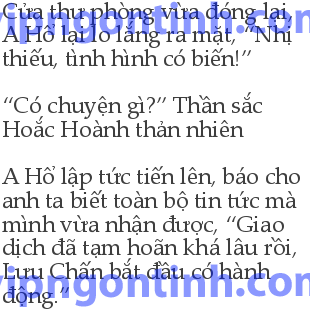 Cửa thư phòng vừa đóng lại,
A Hổ lại lo lắng ra mặt, “Nhị
thiếu, tình hình có biến!”
“Có chuyện gì?” Thần sắc
Hoắc Hoành thản nhiên
A Hổ lập tức tiến lên, báo cho
anh ta biết toàn bộ tin tức mà
mình vừa nhận được, “Giao
dịch đã tạm hoãn khá lâu rồi,
Lưu Chấn bắt đầu có hành
động.”